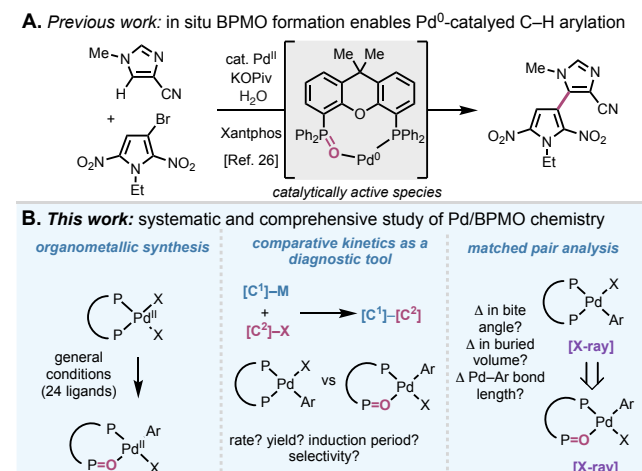 A. Previous work: in situ BPMO formation enables Pd⁰-catalyed C–H arylation
Me
N
N
H
CN
+
Br
O₂N
NO₂
N
Et
cat. Pdᴵᴵ
KOPiv
H₂O
Xantphos
[Ref. 26]
Me Me
O
Ph₂P PPh₂
O
Pd⁰
catalytically active species
Me
N
N
CN
O₂N
NO₂
N
Et
B. This work: systematic and comprehensive study of Pd/BPMO chemistry
organometallic synthesis
P X
Pdᴵᴵ
P X
general
conditions
(24 ligands)
P Ar
Pdᴵᴵ
P=O X
comparative kinetics as a
diagnostic tool
[C¹]–M
+
[C²]–X
[C¹]–[C²]
P X
Pd
P Ar
vs
P Ar
Pd
P=O X
rate? yield? induction period?
selectivity?
matched pair analysis
P X
Pd
P Ar
[X-ray]
Δ in bite
angle?
Δ in buried
volume?
Δ Pd–Ar bond
length?
P Ar
Pd
P=O X
[X-ray]